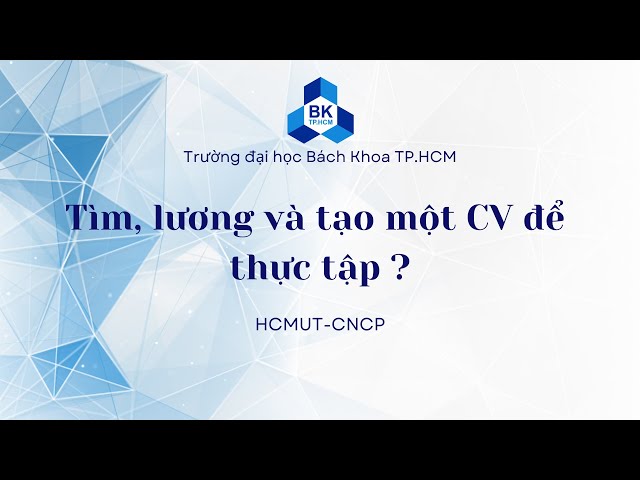 BK
TP.HCM
Trường đại học Bách Khoa TP.HCM
Tìm, lương và tạo một CV để
thực tập ?
HCMUT-CNCP